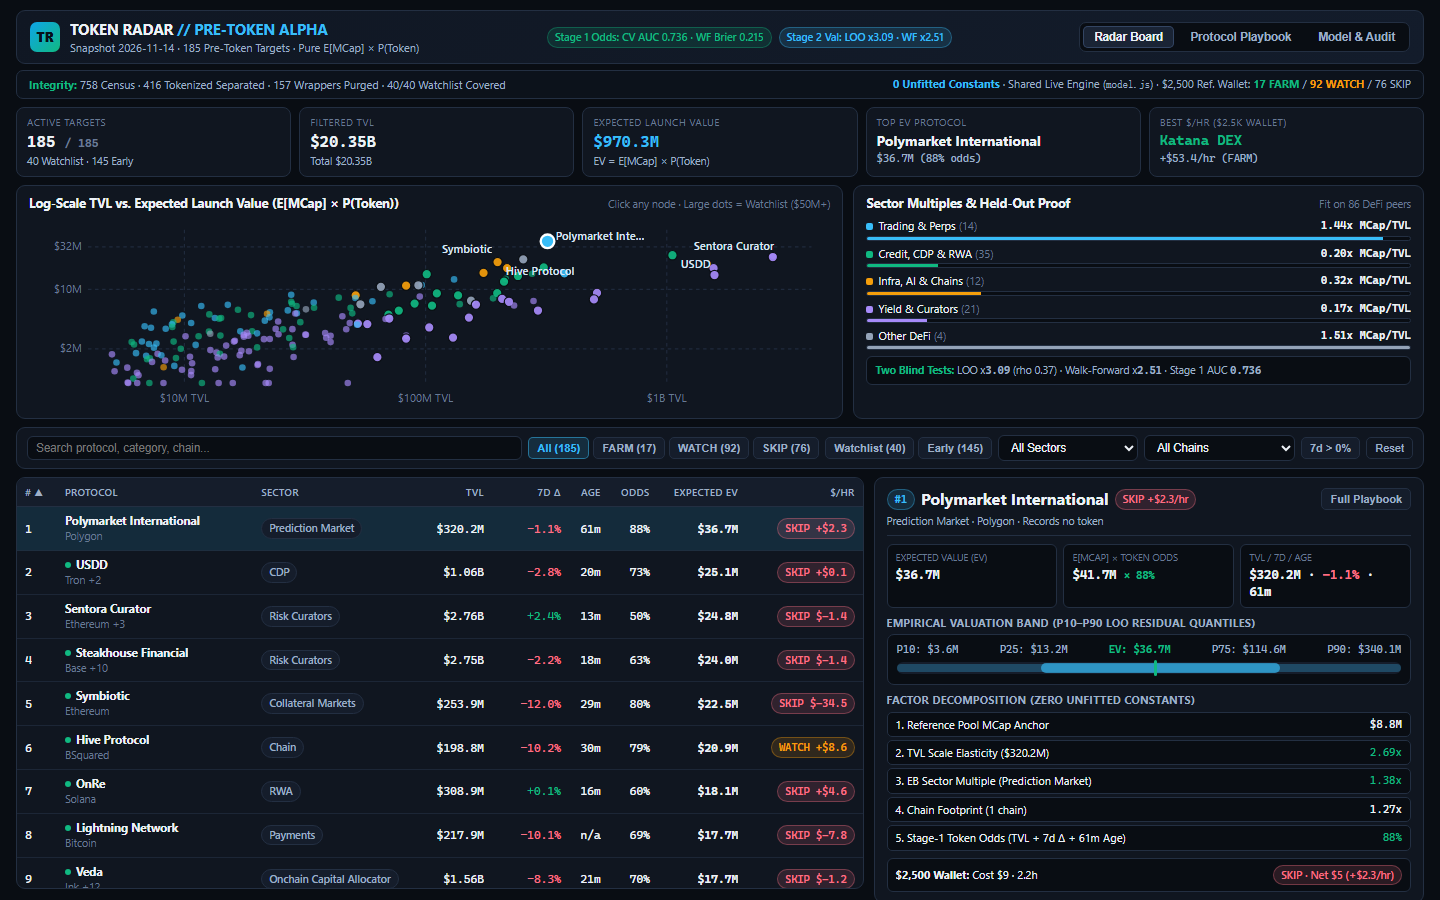 TR
TOKEN RADAR // PRE-TOKEN ALPHA
Snapshot 2026-11-14 · 185 Pre-Token Targets · Pure E[MCap] × P(Token)
Stage 1 Odds: CV AUC 0.736 · WF Brier 0.215
Stage 2 Val: LOO x3.09 · WF x2.51
Radar Board
Protocol Playbook
Model & Audit
Integrity: 758 Census · 416 Tokenized Separated · 157 Wrappers Purged · 40/40 Watchlist Covered
0 Unfitted Constants · Shared Live Engine (model.js) · $2,500 Ref. Wallet: 17 FARM / 92 WATCH / 76 SKIP
ACTIVE TARGETS
185 / 185
40 Watchlist · 145 Early
FILTERED TVL
$20.35B
Total $20.35B
EXPECTED LAUNCH VALUE
$970.3M
EV = E[MCap] × P(Token)
TOP EV PROTOCOL
Polymarket International
$36.7M (88% odds)
BEST $/HR ($2.5K WALLET)
Katana DEX
+$53.4/hr (FARM)
Log-Scale TVL vs. Expected Launch Value (E[MCap] × P(Token))
Click any node · Large dots = Watchlist ($50M+)
$32M
$10M
$2M
Symbiotic
Polymarket Inte...
Hive Protocol
Sentora Curator
USDD
$10M TVL
$100M TVL
$1B TVL
Sector Multiples & Held-Out Proof
Fit on 86 DeFi peers
Trading & Perps (14) 1.44x MCap/TVL
Credit, CDP & RWA (35) 0.20x MCap/TVL
Infra, AI & Chains (12) 0.32x MCap/TVL
Yield & Curators (21) 0.17x MCap/TVL
Other DeFi (4) 1.51x MCap/TVL
Two Blind Tests: LOO x3.09 (rho 0.37) · Walk-Forward x2.51 · Stage 1 AUC 0.736
Search protocol, category, chain...
All (185)
FARM (17)
WATCH (92)
SKIP (76)
Watchlist (40)
Early (145)
All Sectors
All Chains
7d > 0%
Reset
# ▲ PROTOCOL SECTOR TVL 7D Δ AGE ODDS EXPECTED EV $/HR
1 Polymarket International Prediction Market $320.2M −1.1% 61m 88% $36.7M SKIP +$2.3
Polygon
2 USDD CDP $1.06B −2.8% 20m 73% $25.1M SKIP +$0.1
Tron +2
3 Sentora Curator Risk Curators $2.76B +2.4% 13m 50% $24.8M SKIP $−1.4
Ethereum +3
4 Steakhouse Financial Risk Curators $2.75B −2.2% 18m 63% $24.0M SKIP $−1.4
Base +10
5 Symbiotic Collateral Markets $253.9M −12.0% 29m 80% $22.5M SKIP $−34.5
Ethereum
6 Hive Protocol Chain $198.8M −10.2% 30m 79% $20.9M WATCH +$8.6
BSquared
7 OnRe RWA $308.9M +0.1% 16m 60% $18.1M SKIP +$4.6
Solana
8 Lightning Network Payments $217.9M −10.1% n/a 69% $17.7M SKIP $−7.8
Bitcoin
9 Veda Onchain Capital Allocator $1.56B −8.3% 21m 70% $17.7M SKIP $−1.2
Ink +12
#1 Polymarket International SKIP +$2.3/hr
Full Playbook
Prediction Market · Polygon · Records no token
EXPECTED VALUE (EV)
$36.7M
E[MCAP] × TOKEN ODDS
$41.7M × 88%
TVL / 7D / AGE
$320.2M · −1.1% ·
61m
EMPIRICAL VALUATION BAND (P10–P90 LOO RESIDUAL QUANTILES)
P10: $3.6M P25: $13.2M EV: $36.7M P75: $114.6M P90: $340.1M
FACTOR DECOMPOSITION (ZERO UNFITTED CONSTANTS)
1. Reference Pool MCap Anchor $8.8M
2. TVL Scale Elasticity ($320.2M) 2.69x
3. EB Sector Multiple (Prediction Market) 1.38x
4. Chain Footprint (1 chain) 1.27x
5. Stage-1 Token Odds (TVL + 7d Δ + 61m Age) 88%
$2,500 Wallet: Cost $9 · 2.2h SKIP · Net $5 (+$2.3/hr)